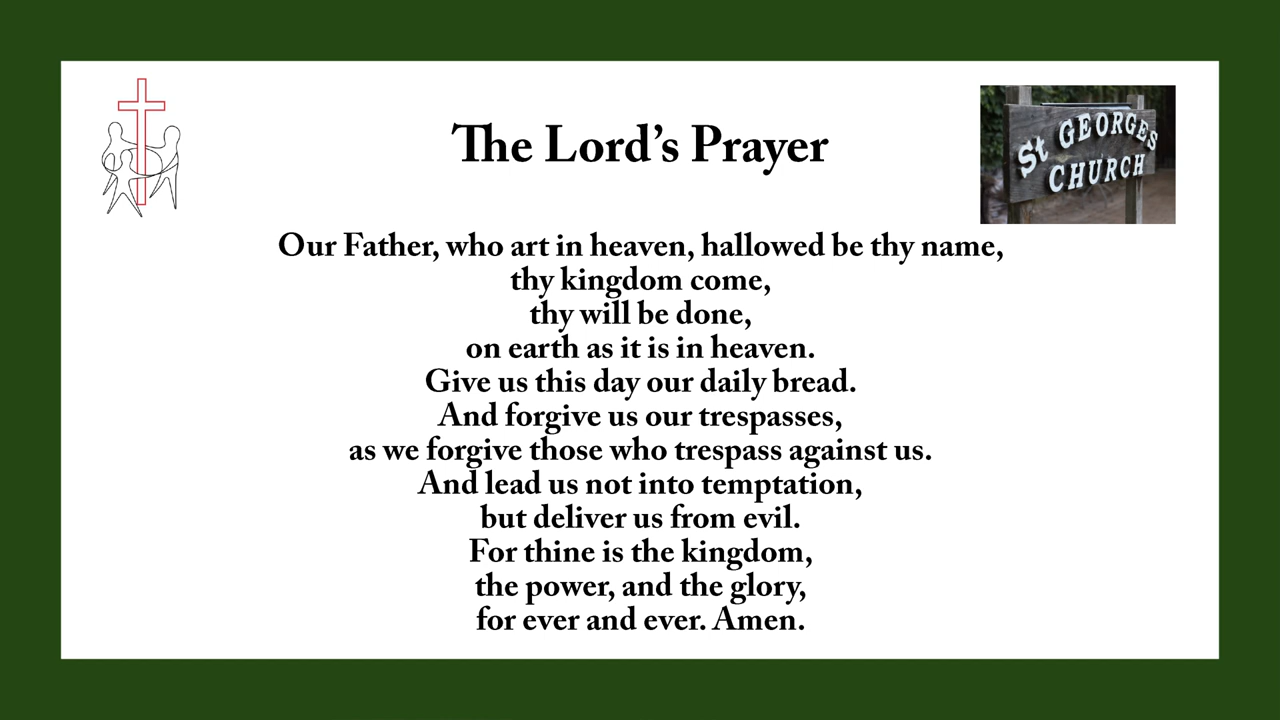 The Lord's Prayer
St GEORGES
CHURCH
Our Father, who art in heaven, hallowed be thy name,
thy kingdom come,
thy will be done,
on earth as it is in heaven.
Give us this day our daily bread.
And forgive us our trespasses,
as we forgive those who trespass against us.
And lead us not into temptation,
but deliver us from evil.
For thine is the kingdom,
the power, and the glory,
for ever and ever. Amen.